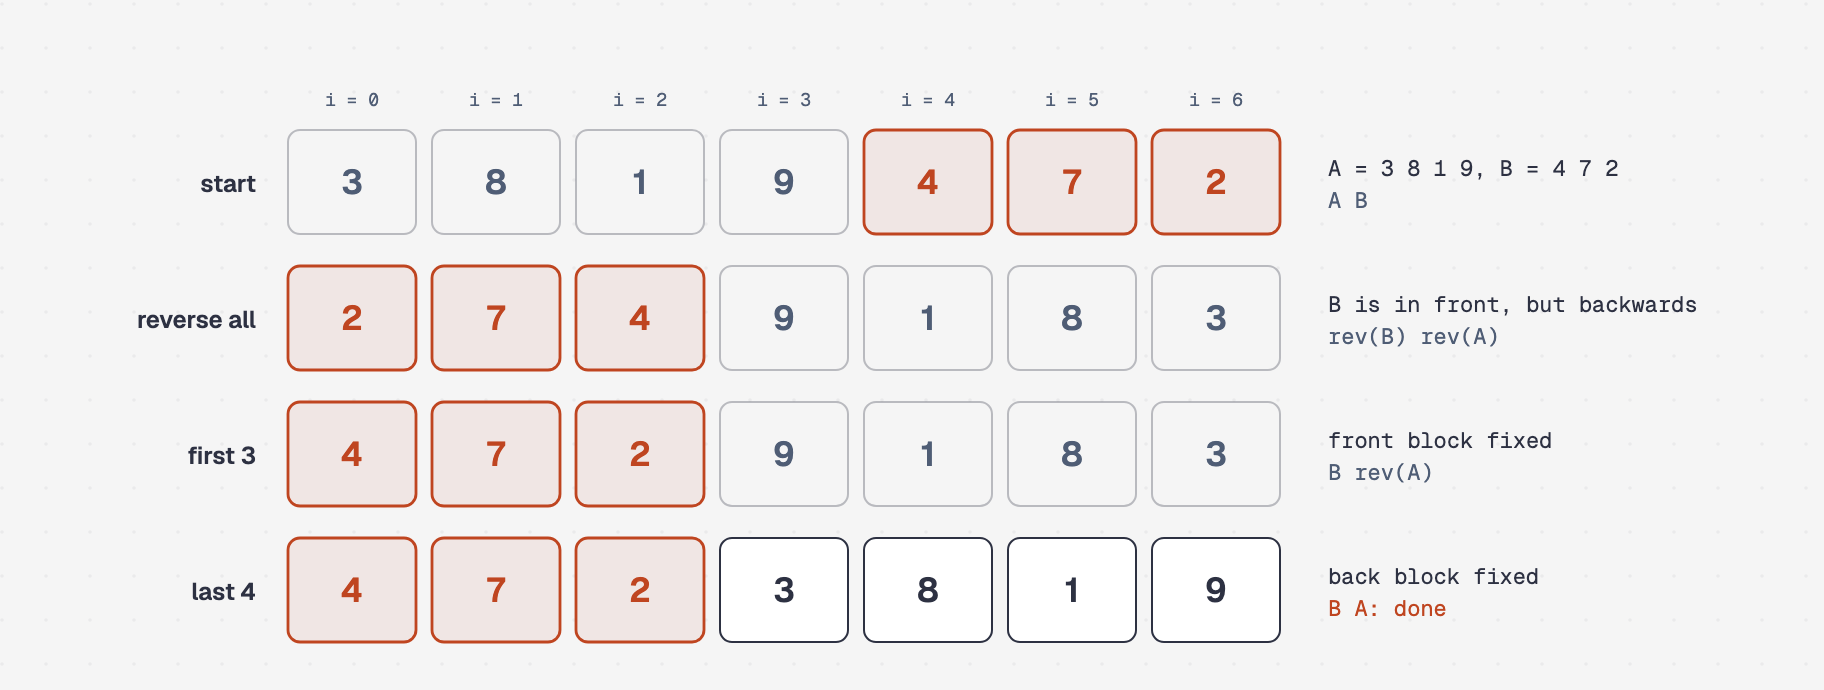 i = 0 i = 1 i = 2 i = 3 i = 4 i = 5 i = 6
start 3 8 1 9 4 7 2 A = 3 8 1 9, B = 4 7 2
A B
reverse all 2 7 4 9 1 8 3 B is in front, but backwards
rev(B) rev(A)
first 3 4 7 2 9 1 8 3 front block fixed
B rev(A)
last 4 4 7 2 3 8 1 9 back block fixed
B A: done